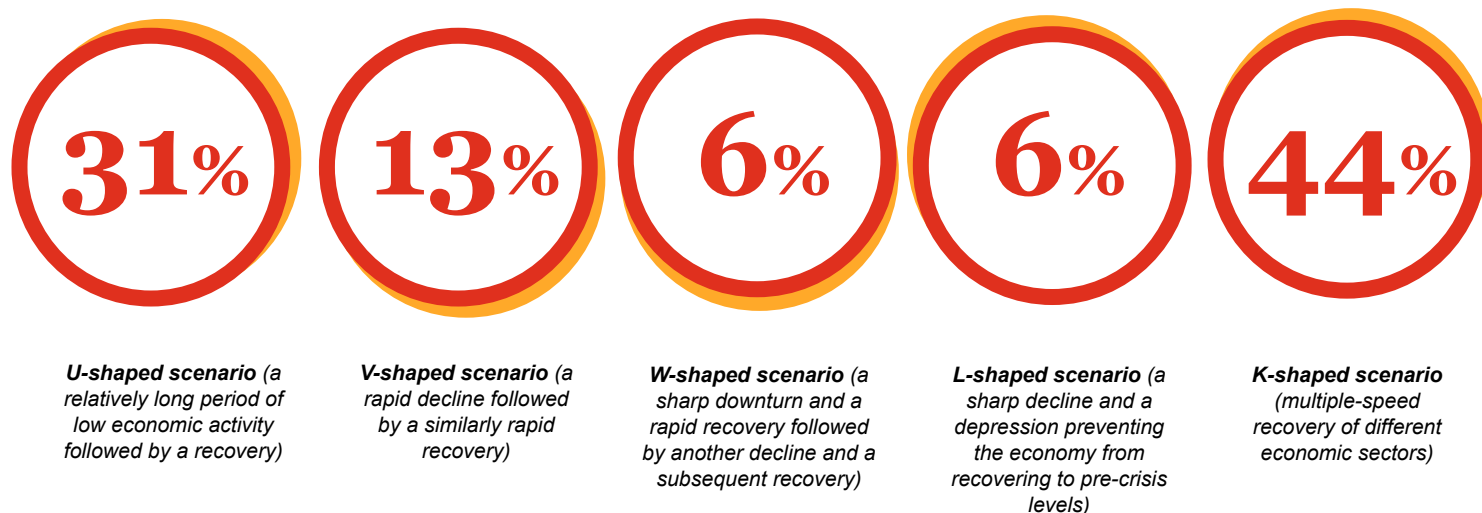 31%
13%
6%
6%
44%
U-shaped scenario (a
relatively long period of
low economic activity
followed by a recovery)
V-shaped scenario (a
rapid decline followed
by a similarly rapid
recovery)
W-shaped scenario (a
sharp downturn and a
rapid recovery followed
by another decline and a
subsequent recovery)
L-shaped scenario (a
sharp decline and a
depression preventing
the economy from
recovering to pre-crisis
levels)
K-shaped scenario
(multiple-speed
recovery of different
economic sectors)